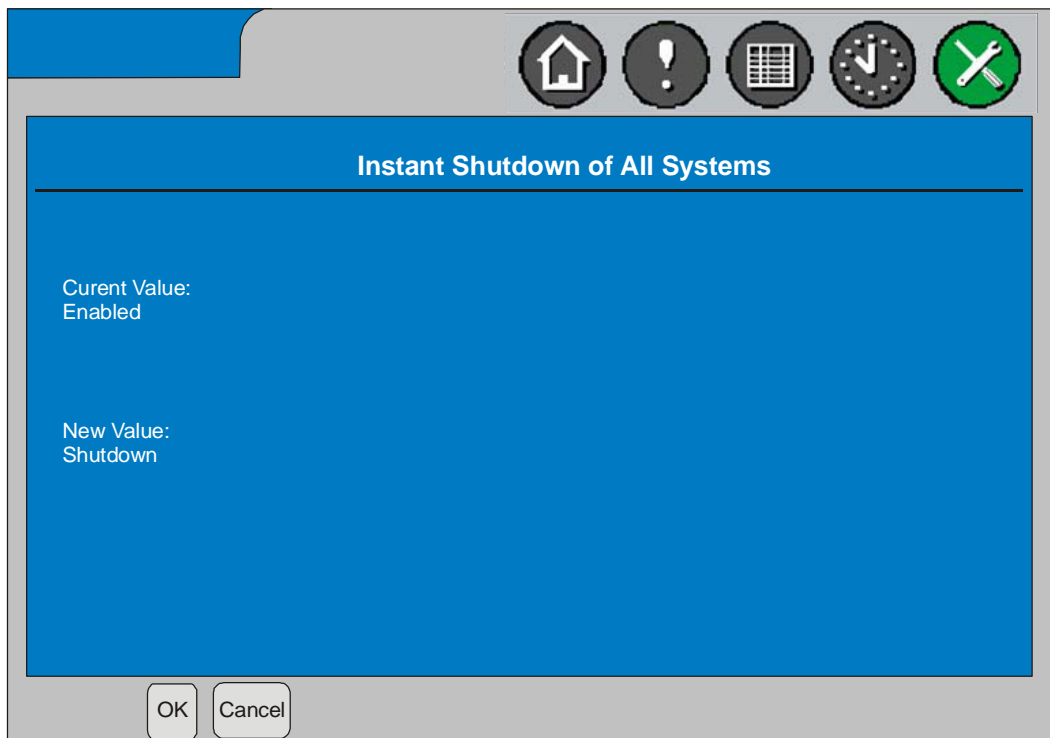 Instant Shutdown of All Systems
Curent Value:
Enabled
New Value:
Shutdown
OK
Cancel